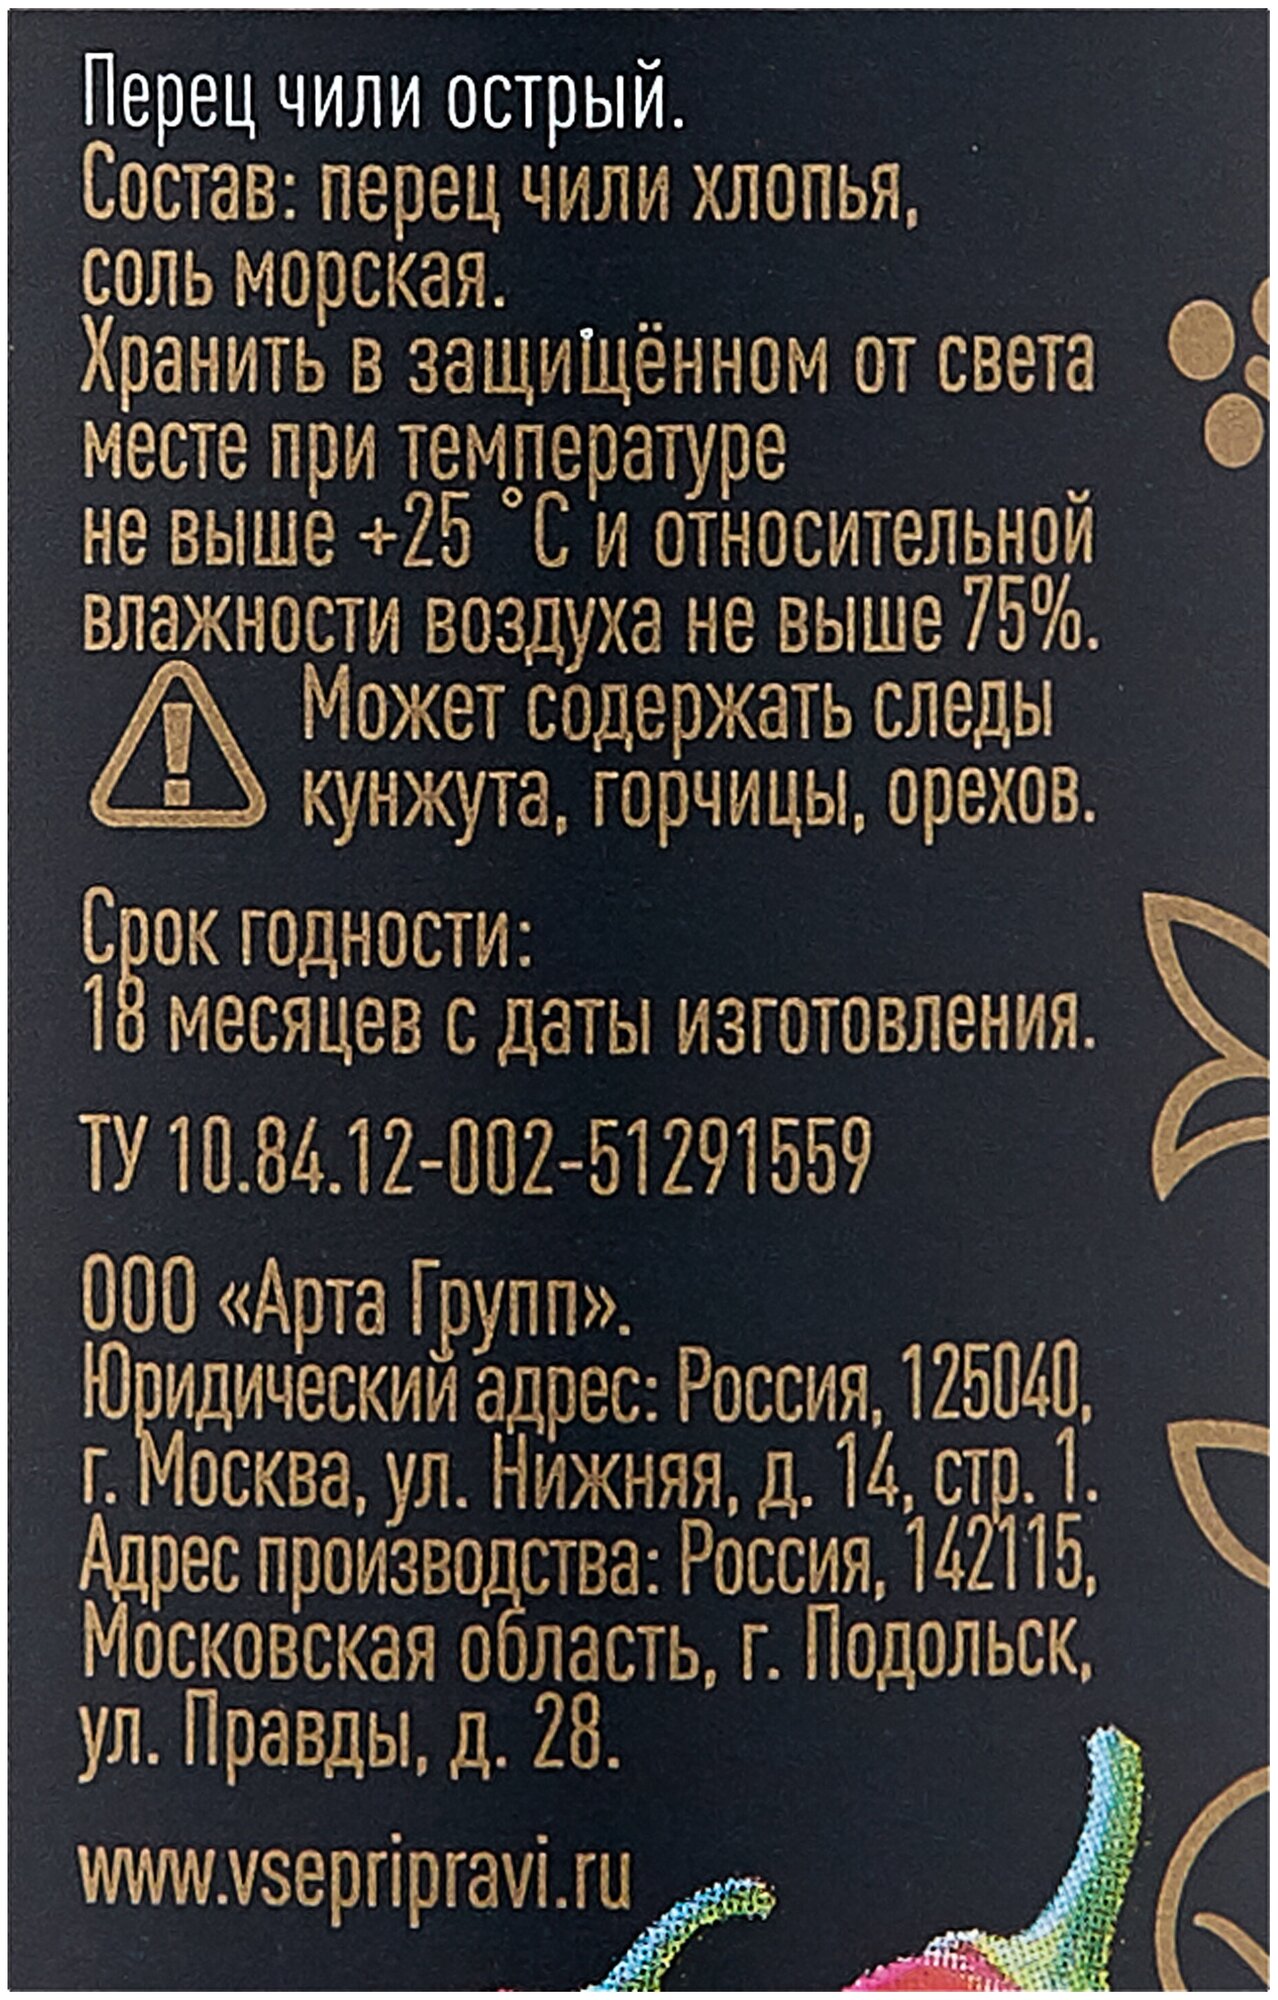 Перец чили острый.
Состав: перец чили хлопья,
соль морская.
Хранить в защищённом от света
месте при температуре
не выше +25 °С и относительной
влажности воздуха не выше 75%.
Может содержать следы
кунжута, горчицы, орехов.
Срок годности:
18 месяцев с даты изготовления.
ТУ 10.84.12-002-51291559
ООО «Арта Групп».
Юридический адрес: Россия, 125040,
г. Москва, ул. Нижняя, д. 14, стр. 1.
Адрес производства: Россия, 142115,
Московская область, г. Подольск,
ул. Правды, д. 28.
www.vsepripravi.ru